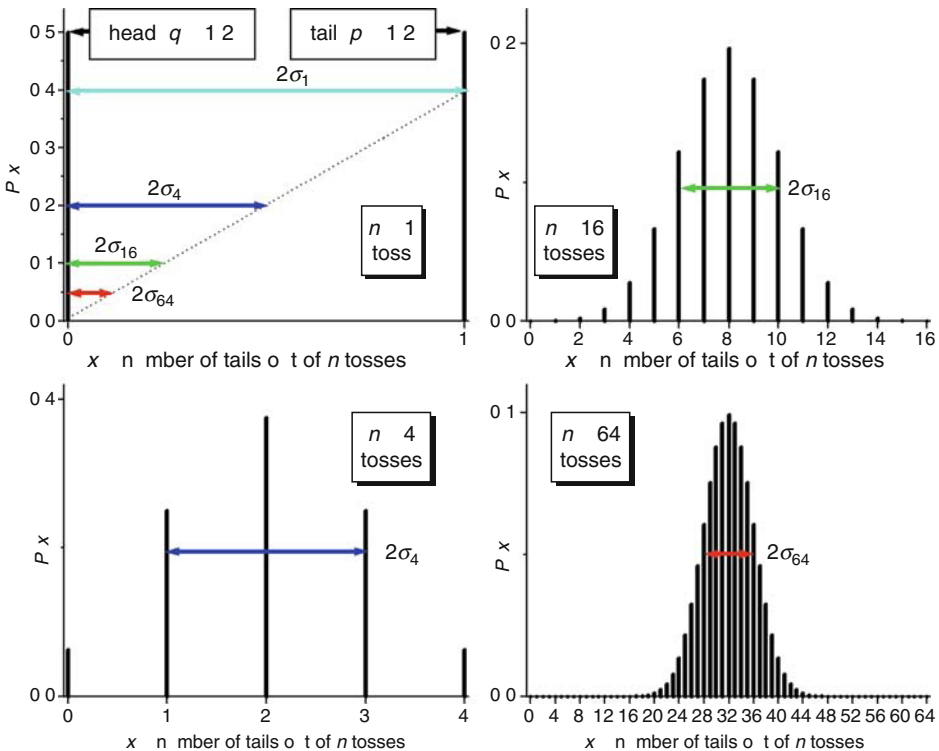 0 5
head q 1 2
tail p 1 2
2σ1
0 4
0 3
P x
2σ4
0 2
2σ16
0 1
2σ64
0 0
n 1
toss
0 1
x n mber of tails o t of n tosses
0 2
P x
2σ16
n 16
tosses
0 0
0 2 4 6 8 10 12 14 16
x n mber of tails o t of n tosses
0 4
n 4
tosses
P x
2σ4
0 0
0 1 2 3 4
x n mber of tails o t of n tosses
0 1
n 64
tosses
P x
2σ64
0 0
0 4 8 12 16 20 24 28 32 36 40 44 48 52 56 60 64
x n mber of tails o t of n tosses